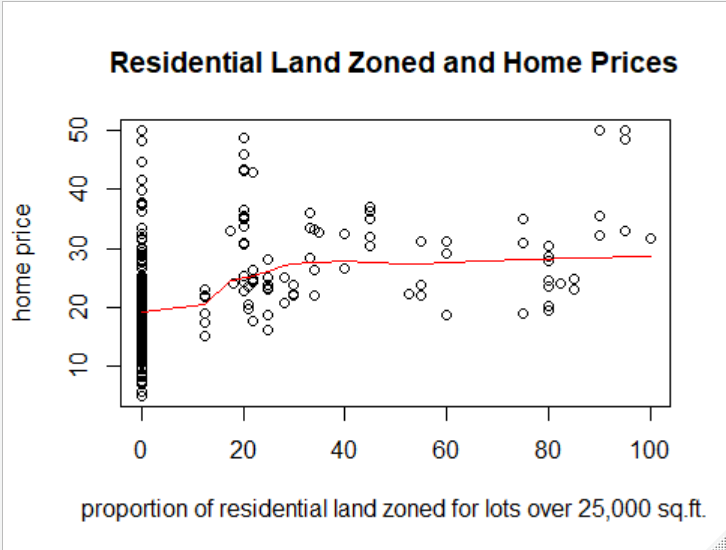 Residential Land Zoned and Home Prices
50
40
30
20
10
home price
0 20 40 60 80 100
proportion of residential land zoned for lots over 25,000 sq.ft.